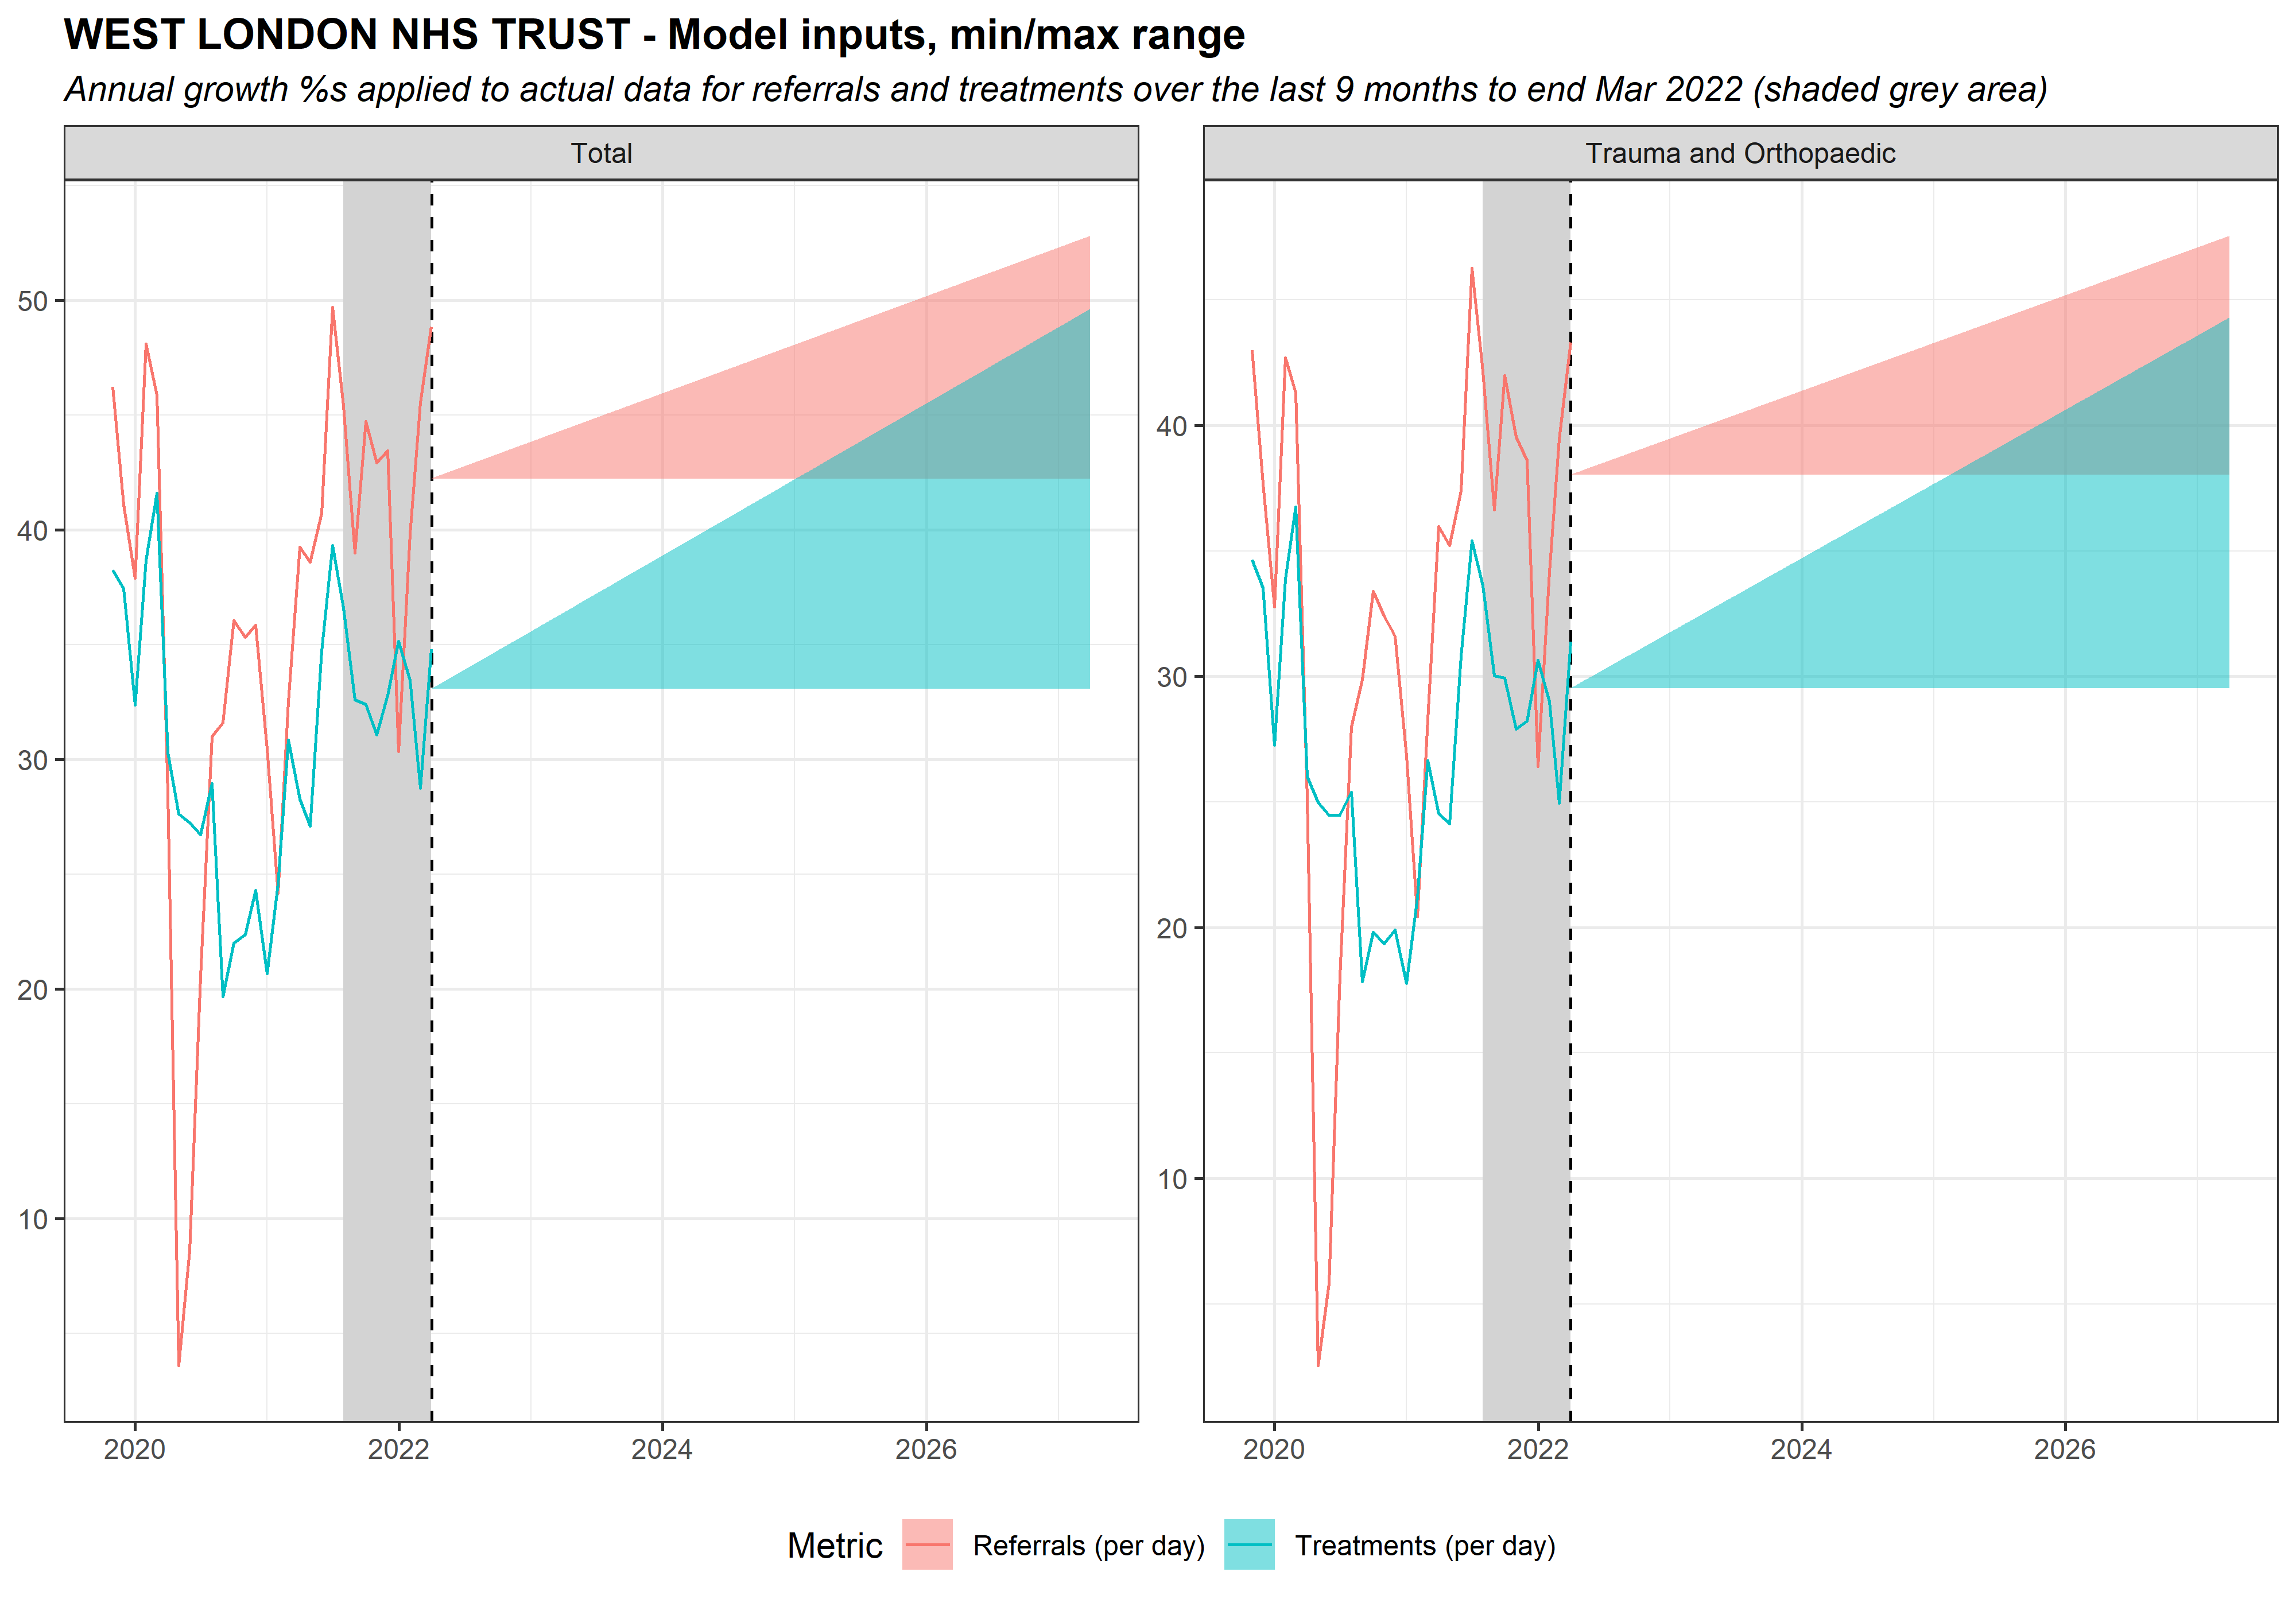 WEST LONDON NHS TRUST - Model inputs, min/max range
Annual growth %s applied to actual data for referrals and treatments over the last 9 months to end Mar 2022 (shaded grey area)
Total
50
40
30
20
10
2020 2022 2024 2026
Trauma and Orthopaedic
40
30
20
10
2020 2022 2024 2026
Metric Referrals (per day) Treatments (per day)